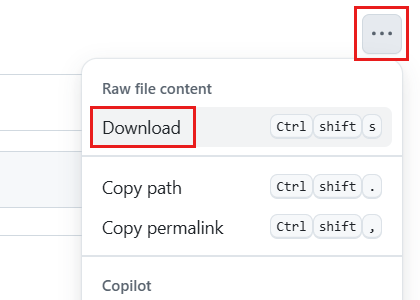 ...
Raw file content
Download Ctrl shift s
Copy path Ctrl shift .
Copy permalink Ctrl shift ,
Copilot